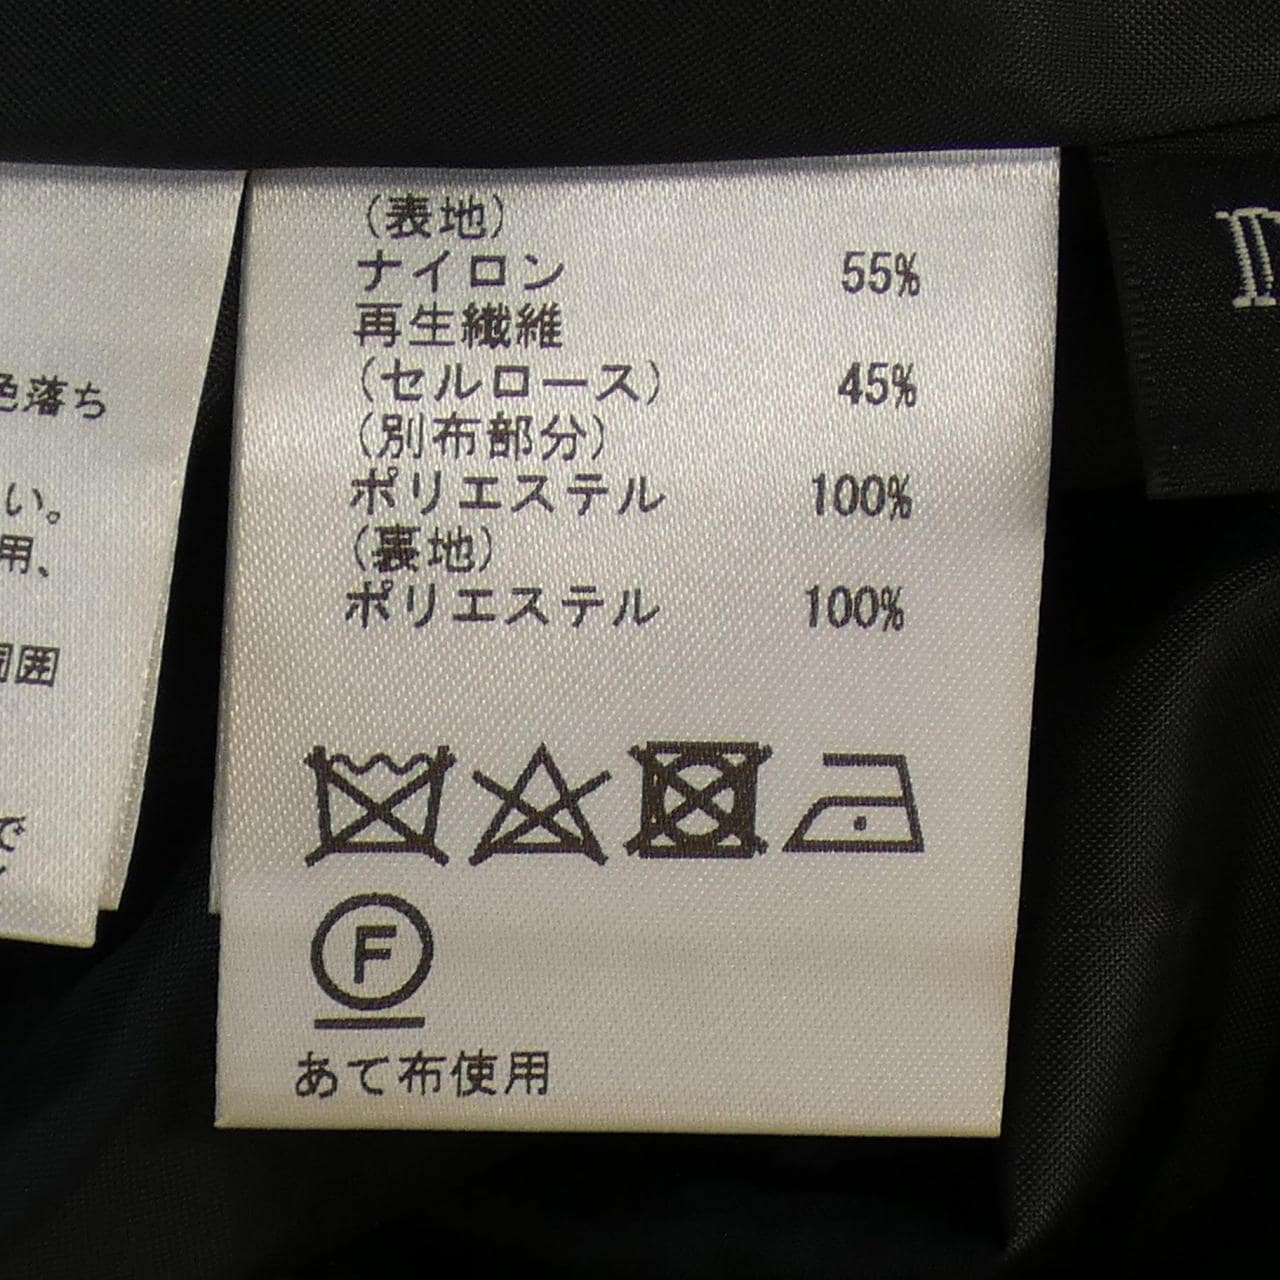 (表地)
ナイロン 55%
再生繊維
(セルロース) 45%
(別布部分)
ポリエステル 100%
(裏地)
ポリエステル 100%
F
あて布使用
色落ち
い。
用、
囲
で